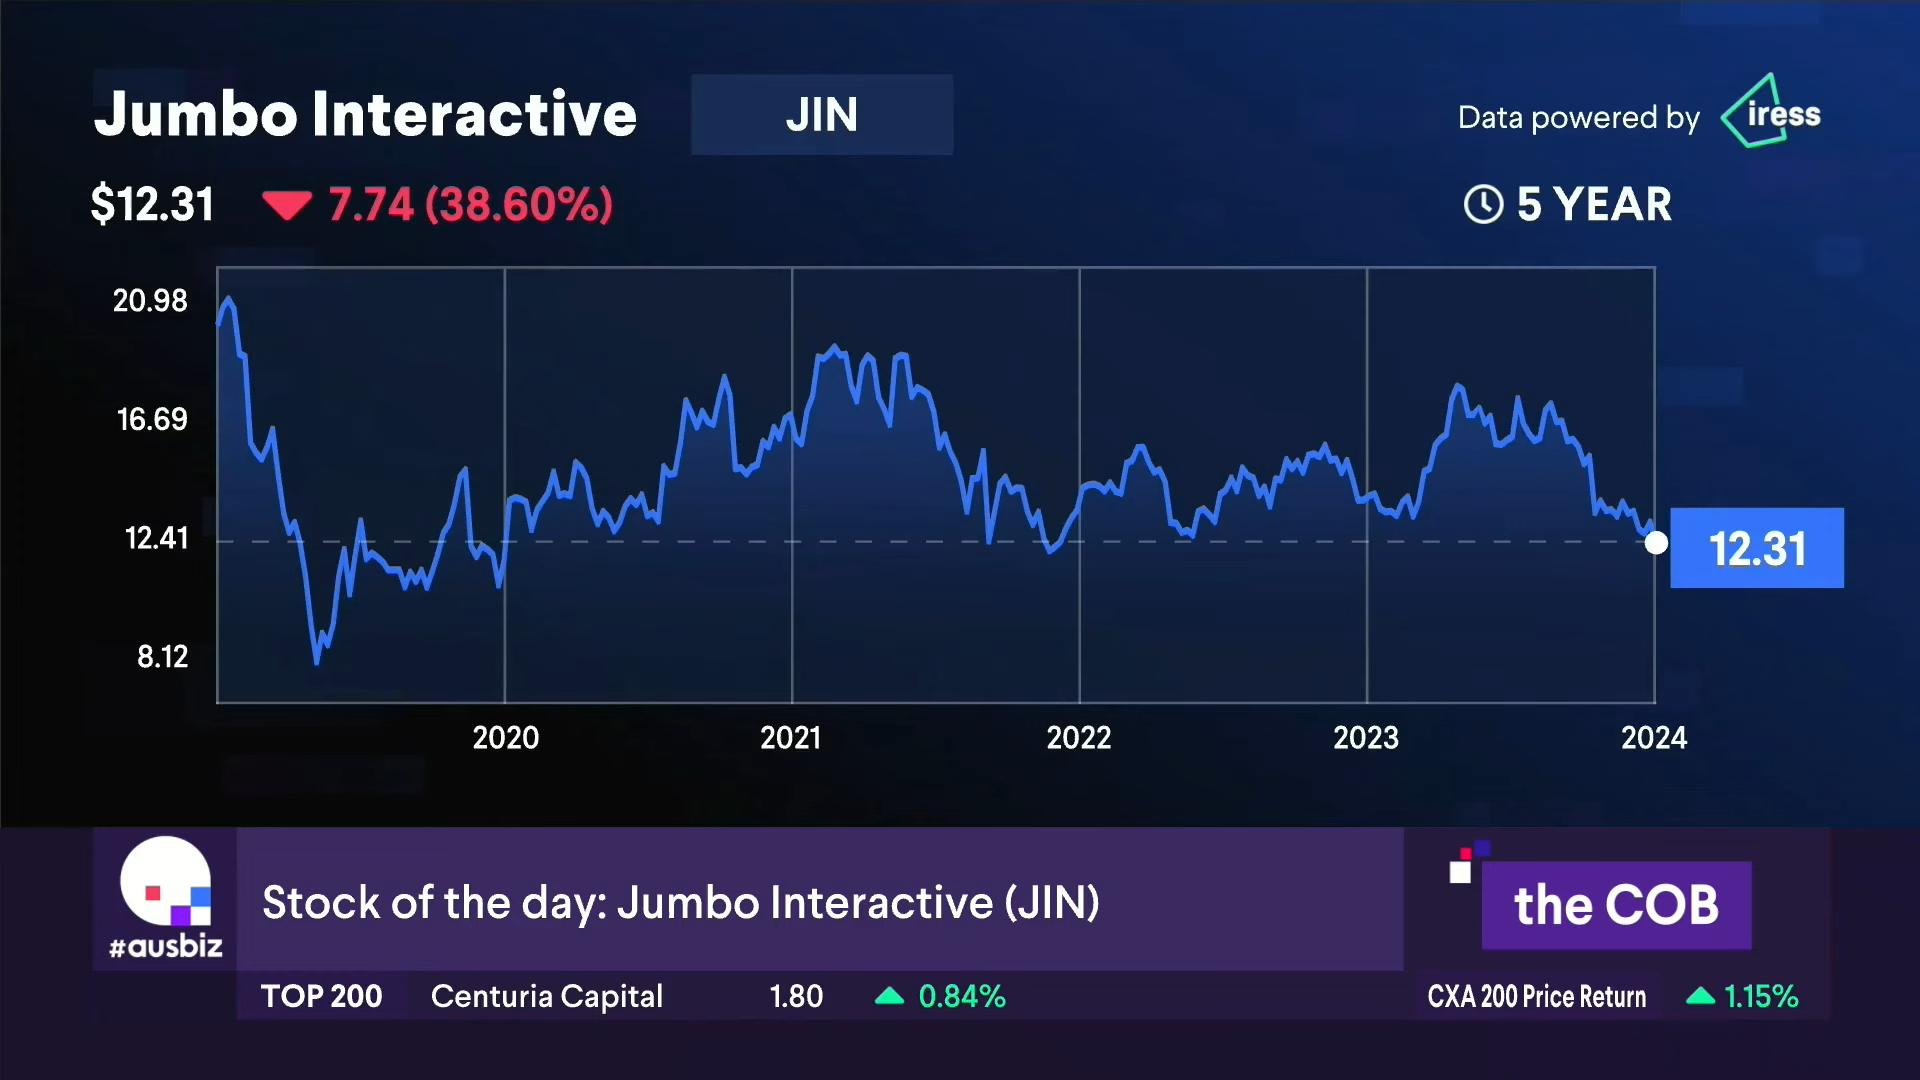 Jumbo Interactive JIN
Data powered by iress
$12.31 7.74 (38.60%)
5 YEAR
20.98
16.69
12.41
8.12
12.31
2020 2021 2022 2023 2024
#ausbiz
Stock of the day: Jumbo Interactive (JIN)
the COB
TOP 200 Centuria Capital 1.80 0.84%
CXA 200 Price Return 1.15%